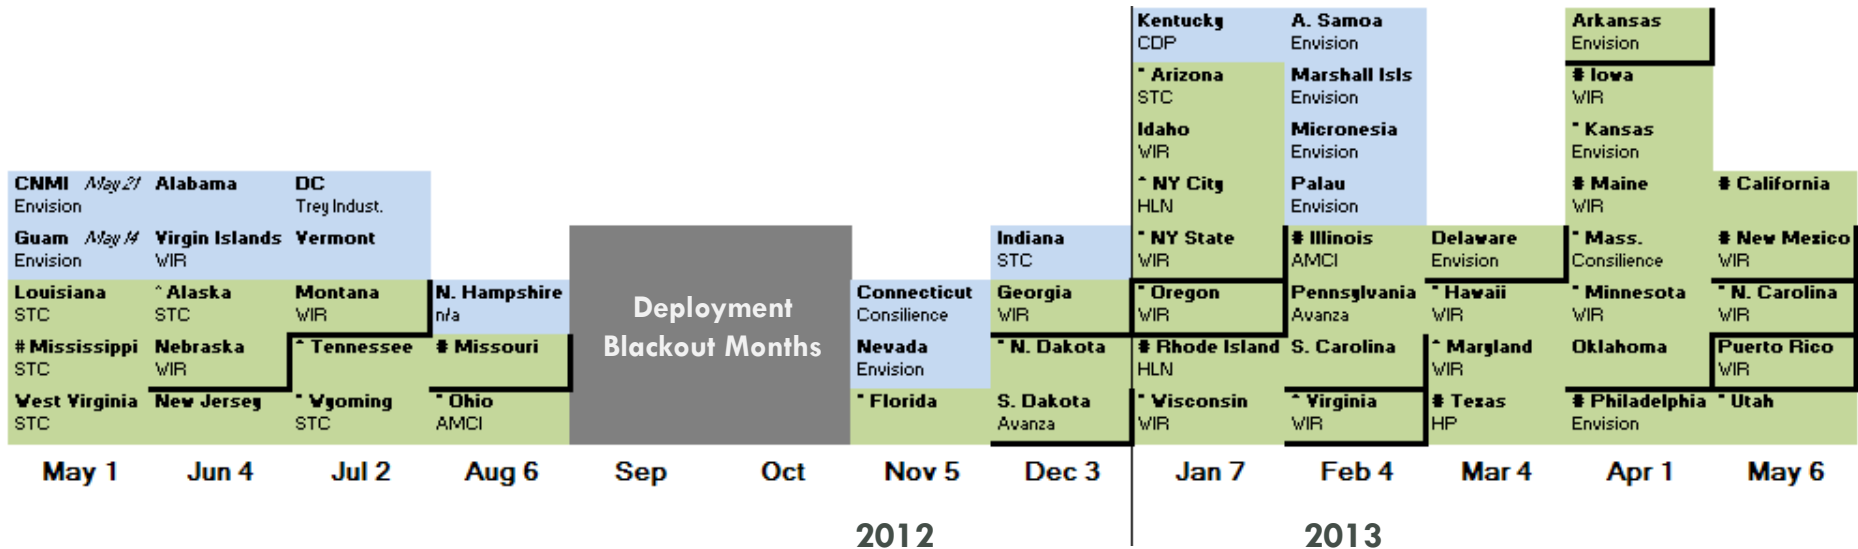 CNMI May 21
Envision
Guam May 14
Envision
Louisiana
STC
# Mississippi
STC
West Virginia
STC
May 1
Alabama
Virgin Islands
WIR
^ Alaska
STC
Nebraska
WIR
New Jersey
Jun 4
DC
Trey Indust.
Vermont
Montana
WIR
^ Tennessee
* Wyoming
STC
Jul 2
N. Hampshire
n/a
# Missouri
* Ohio
AMCI
Aug 6
Deployment
Blackout Months
Sep
Oct
Connecticut
Consilience
Nevada
Envision
* Florida
Nov 5
Indiana
STC
Georgia
WIR
* N. Dakota
S. Dakota
Avanza
Dec 3
Kentucky
CDP
* Arizona
STC
Idaho
WIR
^ NY City
HLN
* NY State
WIR
* Oregon
WIR
# Rhode Island
HLN
* Wisconsin
WIR
Jan 7
A. Samoa
Envision
Marshall Isls
Envision
Micronesia
Envision
Palau
Envision
# Illinois
AMCI
Pennsylvania
Avanza
S. Carolina
^ Virginia
WIR
Feb 4
Delaware
Envision
* Hawaii
WIR
^ Maryland
WIR
# Texas
HP
Mar 4
Arkansas
Envision
# Iowa
WIR
* Kansas
Envision
# Maine
WIR
* Mass.
Consilience
* Minnesota
WIR
Oklahoma
# Philadelphia
Envision
Apr 1
# California
# New Mexico
WIR
* N. Carolina
WIR
Puerto Rico
WIR
* Utah
May 6
2012
2013